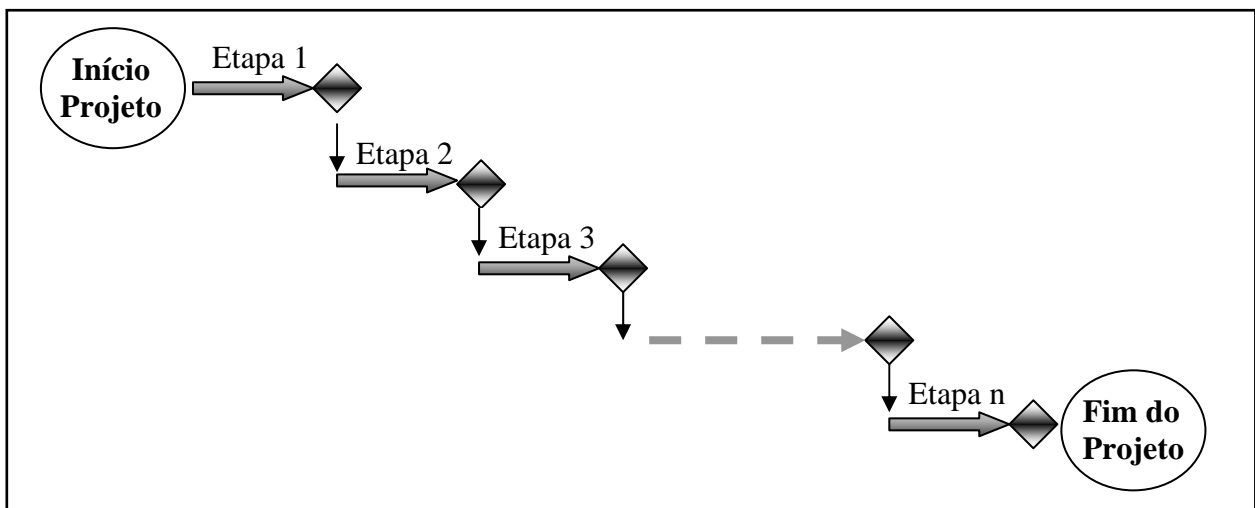 Início
Projeto
Etapa 1
Etapa 2
Etapa 3
Etapa n
Fim do
Projeto